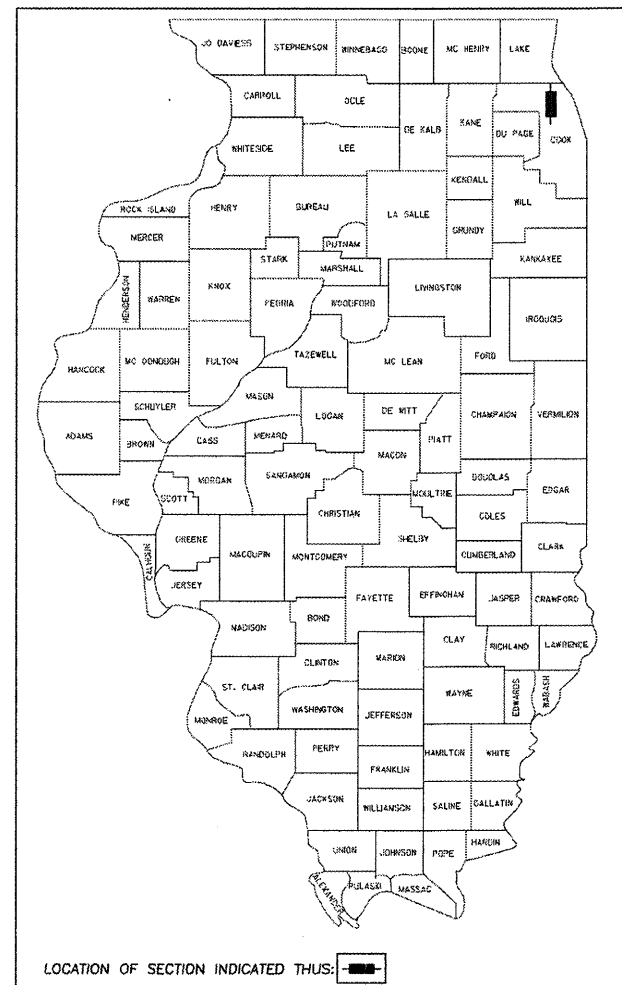 JO DAVIESS STEPHENSON WINNEBAGO BOONE MC HENRY LAKE
CARROLL OGLE DE KALB KANE DU PAGE COOK
WHITESIDE LEE
KENDALL WILL
ROCK ISLAND HENRY BUREAU LA SALLE GRUNDY
MERCER PUTNAM
STARK MARSHALL KANKAKEE
HENDERSON WARREN KNOX PEORIA WOODFORD LIVINGSTON IROQUOIS
HANCOCK MC DONOUGH FULTON TAZEWELL MC LEAN FORD
MASON
SCHUYLER LOGAN DE WITT CHAMPAIGN VERMILION
ADAMS BROWN CASS MENARD MACON PIATT
MORGAN SANGAMON DOUGLAS
PIKE SCOTT CHRISTIAN MOULTRIE EDGAR
COLES
CALHOUN GREENE MACOUPIN MONTGOMERY SHELBY CUMBERLAND CLARK
JERSEY
FAYETTE EFFINGHAM JASPER CRAWFORD
MADISON BOND
CLAY RICHLAND LAWRENCE
CLINTON MARION
ST. CLAIR WAYNE EDWARDS WABASH
MONROE WASHINGTON JEFFERSON
RANDOLPH PERRY HAMILTON WHITE
FRANKLIN
JACKSON WILLIAMSON SALINE GALLATIN
UNION JOHNSON POPE HARDIN
ALEXANDER PULASKI MASSAC
LOCATION OF SECTION INDICATED THUS: